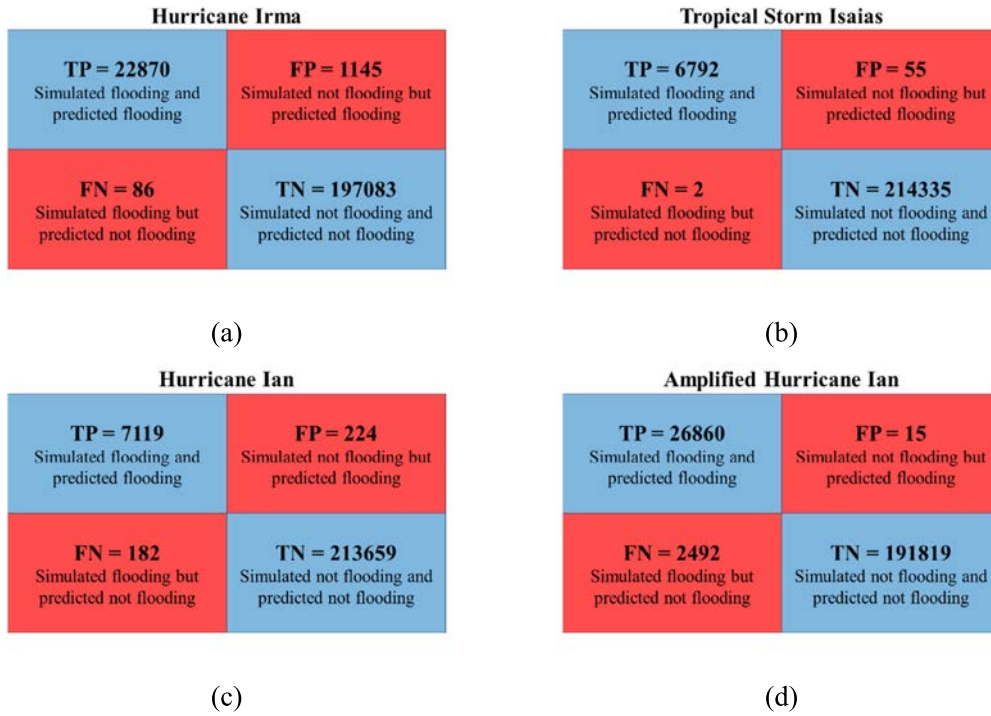 Hurricane Irma
TP = 22870
Simulated flooding and
predicted flooding
FP = 1145
Simulated not flooding but
predicted flooding
FN = 86
Simulated flooding but
predicted not flooding
TN = 197083
Simulated not flooding and
predicted not flooding
(a)
Tropical Storm Isaias
TP = 6792
Simulated flooding and
predicted flooding
FP = 55
Simulated not flooding but
predicted flooding
FN = 2
Simulated flooding but
predicted not flooding
TN = 214335
Simulated not flooding and
predicted not flooding
(b)
Hurricane Ian
TP = 7119
Simulated flooding and
predicted flooding
FP = 224
Simulated not flooding but
predicted flooding
FN = 182
Simulated flooding but
predicted not flooding
TN = 213659
Simulated not flooding and
predicted not flooding
(c)
Amplified Hurricane Ian
TP = 26860
Simulated flooding and
predicted flooding
FP = 15
Simulated not flooding but
predicted flooding
FN = 2492
Simulated flooding but
predicted not flooding
TN = 191819
Simulated not flooding and
predicted not flooding
(d)